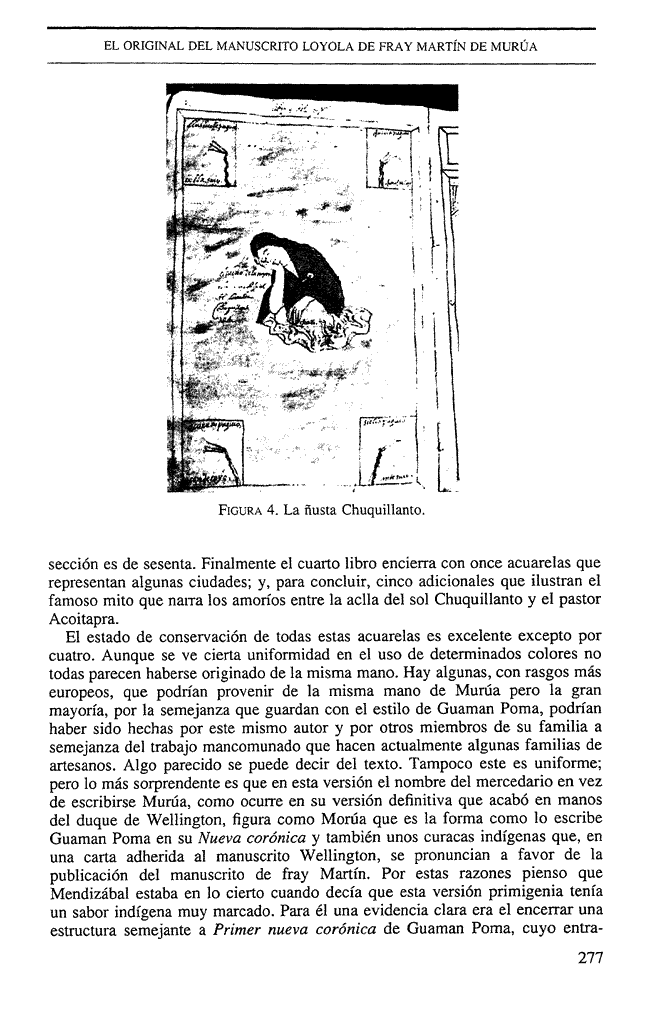 EL ORIGINAL DEL MANUSCRITO LOYOLA DE FRAY MARTÍN DE MURÚA
FIGURA 4. La ñusta Chuquillanto.
sección es de sesenta. Finalmente el cuarto libro encierra con once acuarelas que
representan algunas ciudades; y, para concluir, cinco adicionales que ilustran el
famoso mito que narra los amoríos entre la aclla del sol Chuquillanto y el pastor
Acoitapra.
El estado de conservación de todas estas acuarelas es excelente excepto por
cuatro. Aunque se ve cierta uniformidad en el uso de determinados colores no
todas parecen haberse originado de la misma mano. Hay algunas, con rasgos más
europeos, que podrían provenir de la misma mano de Murúa pero la gran
mayoría, por la semejanza que guardan con el estilo de Guaman Poma, podrían
haber sido hechas por este mismo autor y por otros miembros de su familia a
semejanza del trabajo mancomunado que hacen actualmente algunas familias de
artesanos. Algo parecido se puede decir del texto. Tampoco este es uniforme;
pero lo más sorprendente es que en esta versión el nombre del mercedario en vez
de escribirse Murúa, como ocurre en su versión definitiva que acabó en manos
del duque de Wellington, figura como Morúa que es la forma como lo escribe
Guaman Poma en su Nueva corónica y también unos curacas indígenas que, en
una carta adherida al manuscrito Wellington, se pronuncian a favor de la
publicación del manuscrito de fray Martín. Por estas razones pienso que
Mendizábal estaba en lo cierto cuando decía que esta versión primigenia tenía
un sabor indígena muy marcado. Para él una evidencia clara era el encerrar una
estructura semejante a Primer nueva corónica de Guaman Poma, cuyo entra-
277